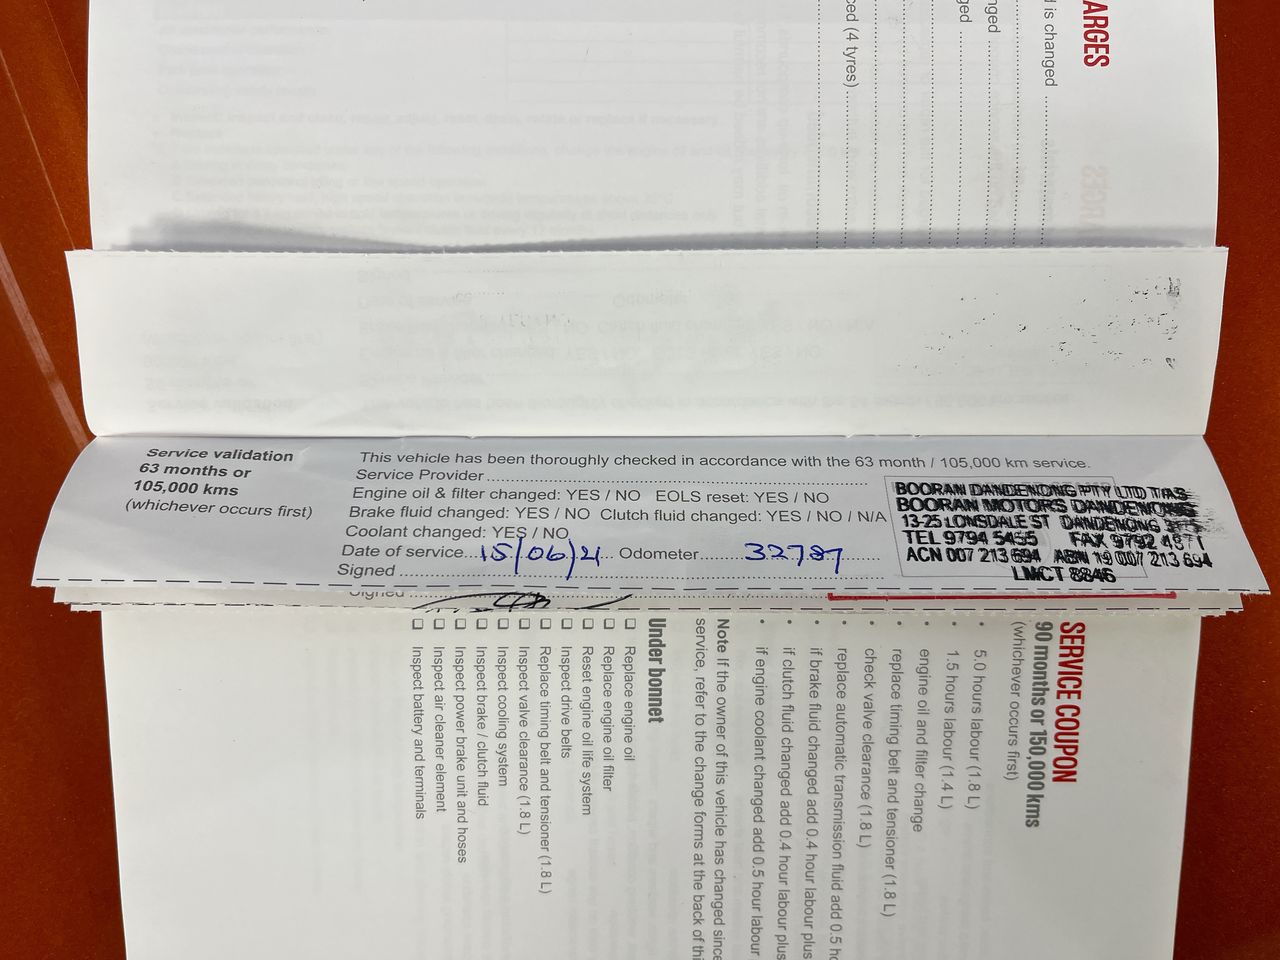 ARGES
d is changed
nged
ged
ced (4 tyres)
Service validation
63 months or
105,000 kms
(whichever occurs first)
This vehicle has been thoroughly checked in accordance with the 63 month / 105,000 km service.
Service Provider
Engine oil & filter changed: YES / NO EOLS reset: YES / NO
Brake fluid changed: YES / NO Clutch fluid changed: YES / NO / N/A
Coolant changed: YES / NO
Date of service...15/06/21... Odometer........32787
Signed
BOORAN DANDENONG PTY LTD T/AS
BOORAN MOTORS DANDENONG
13-25 LONSDALE ST DANDENONG
TEL 9794 5455 FAX 9792 4871
ACN 007 213 694 ABN 19 007 213 694
LMCT 8846
Signed
SERVICE COUPON
90 months or 150,000 kms
(whichever occurs first)
• 5.0 hours labour (1.8 L)
• 1.5 hours labour (1.4 L)
• engine oil and filter change
• replace timing belt and tensioner (1.8 L)
• check valve clearance (1.8 L)
• replace automatic transmission fluid add 0.5 ho
• if brake fluid changed add 0.4 hour labour plus
• if clutch fluid changed add 0.4 hour labour plus
• if engine coolant changed add 0.5 hour labour
Note If the owner of this vehicle has changed since
service, refer to the change forms at the back of thi
Under bonnet
☐ Replace engine oil
☐ Replace engine oil filter
☐ Reset engine oil life system
☐ Inspect drive belts
☐ Replace timing belt and tensioner (1.8 L)
☐ Inspect valve clearance (1.8 L)
☐ Inspect cooling system
☐ Inspect brake / clutch fluid
☐ Inspect power brake unit and hoses
☐ Inspect air cleaner element
☐ Inspect battery and terminals